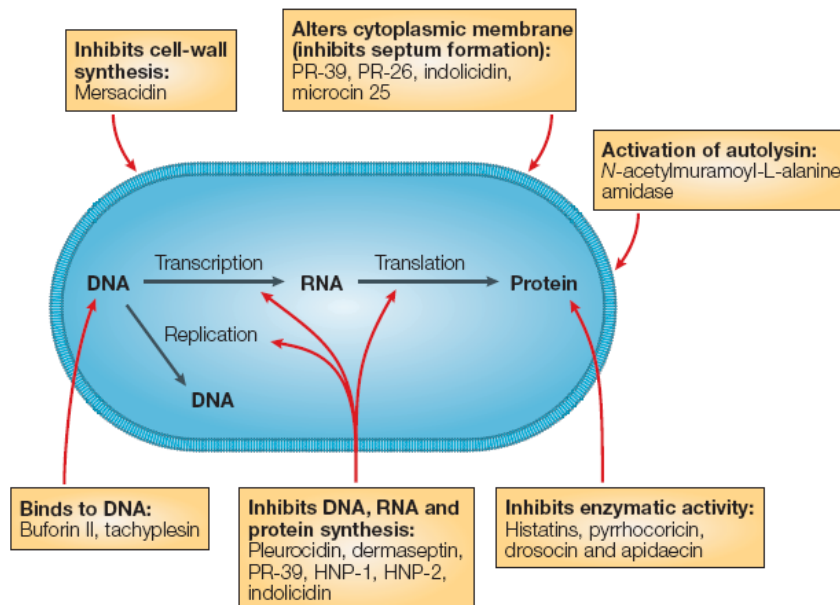 Inhibits cell-wall
synthesis:
Mersacidin
Alters cytoplasmic membrane
(inhibits septum formation):
PR-39, PR-26, indolicidin,
microcin 25
Activation of autolysin:
N-acetylmuramoyl-L-alanine
amidase
Transcription
Translation
DNA
RNA
Protein
Replication
DNA
Binds to DNA:
Buforin II, tachyplesin
Inhibits DNA, RNA and
protein synthesis:
Pleurocidin, dermaseptin,
PR-39, HNP-1, HNP-2,
indolicidin
Inhibits enzymatic activity:
Histatins, pyrrhocoricin,
drosocin and apidaecin